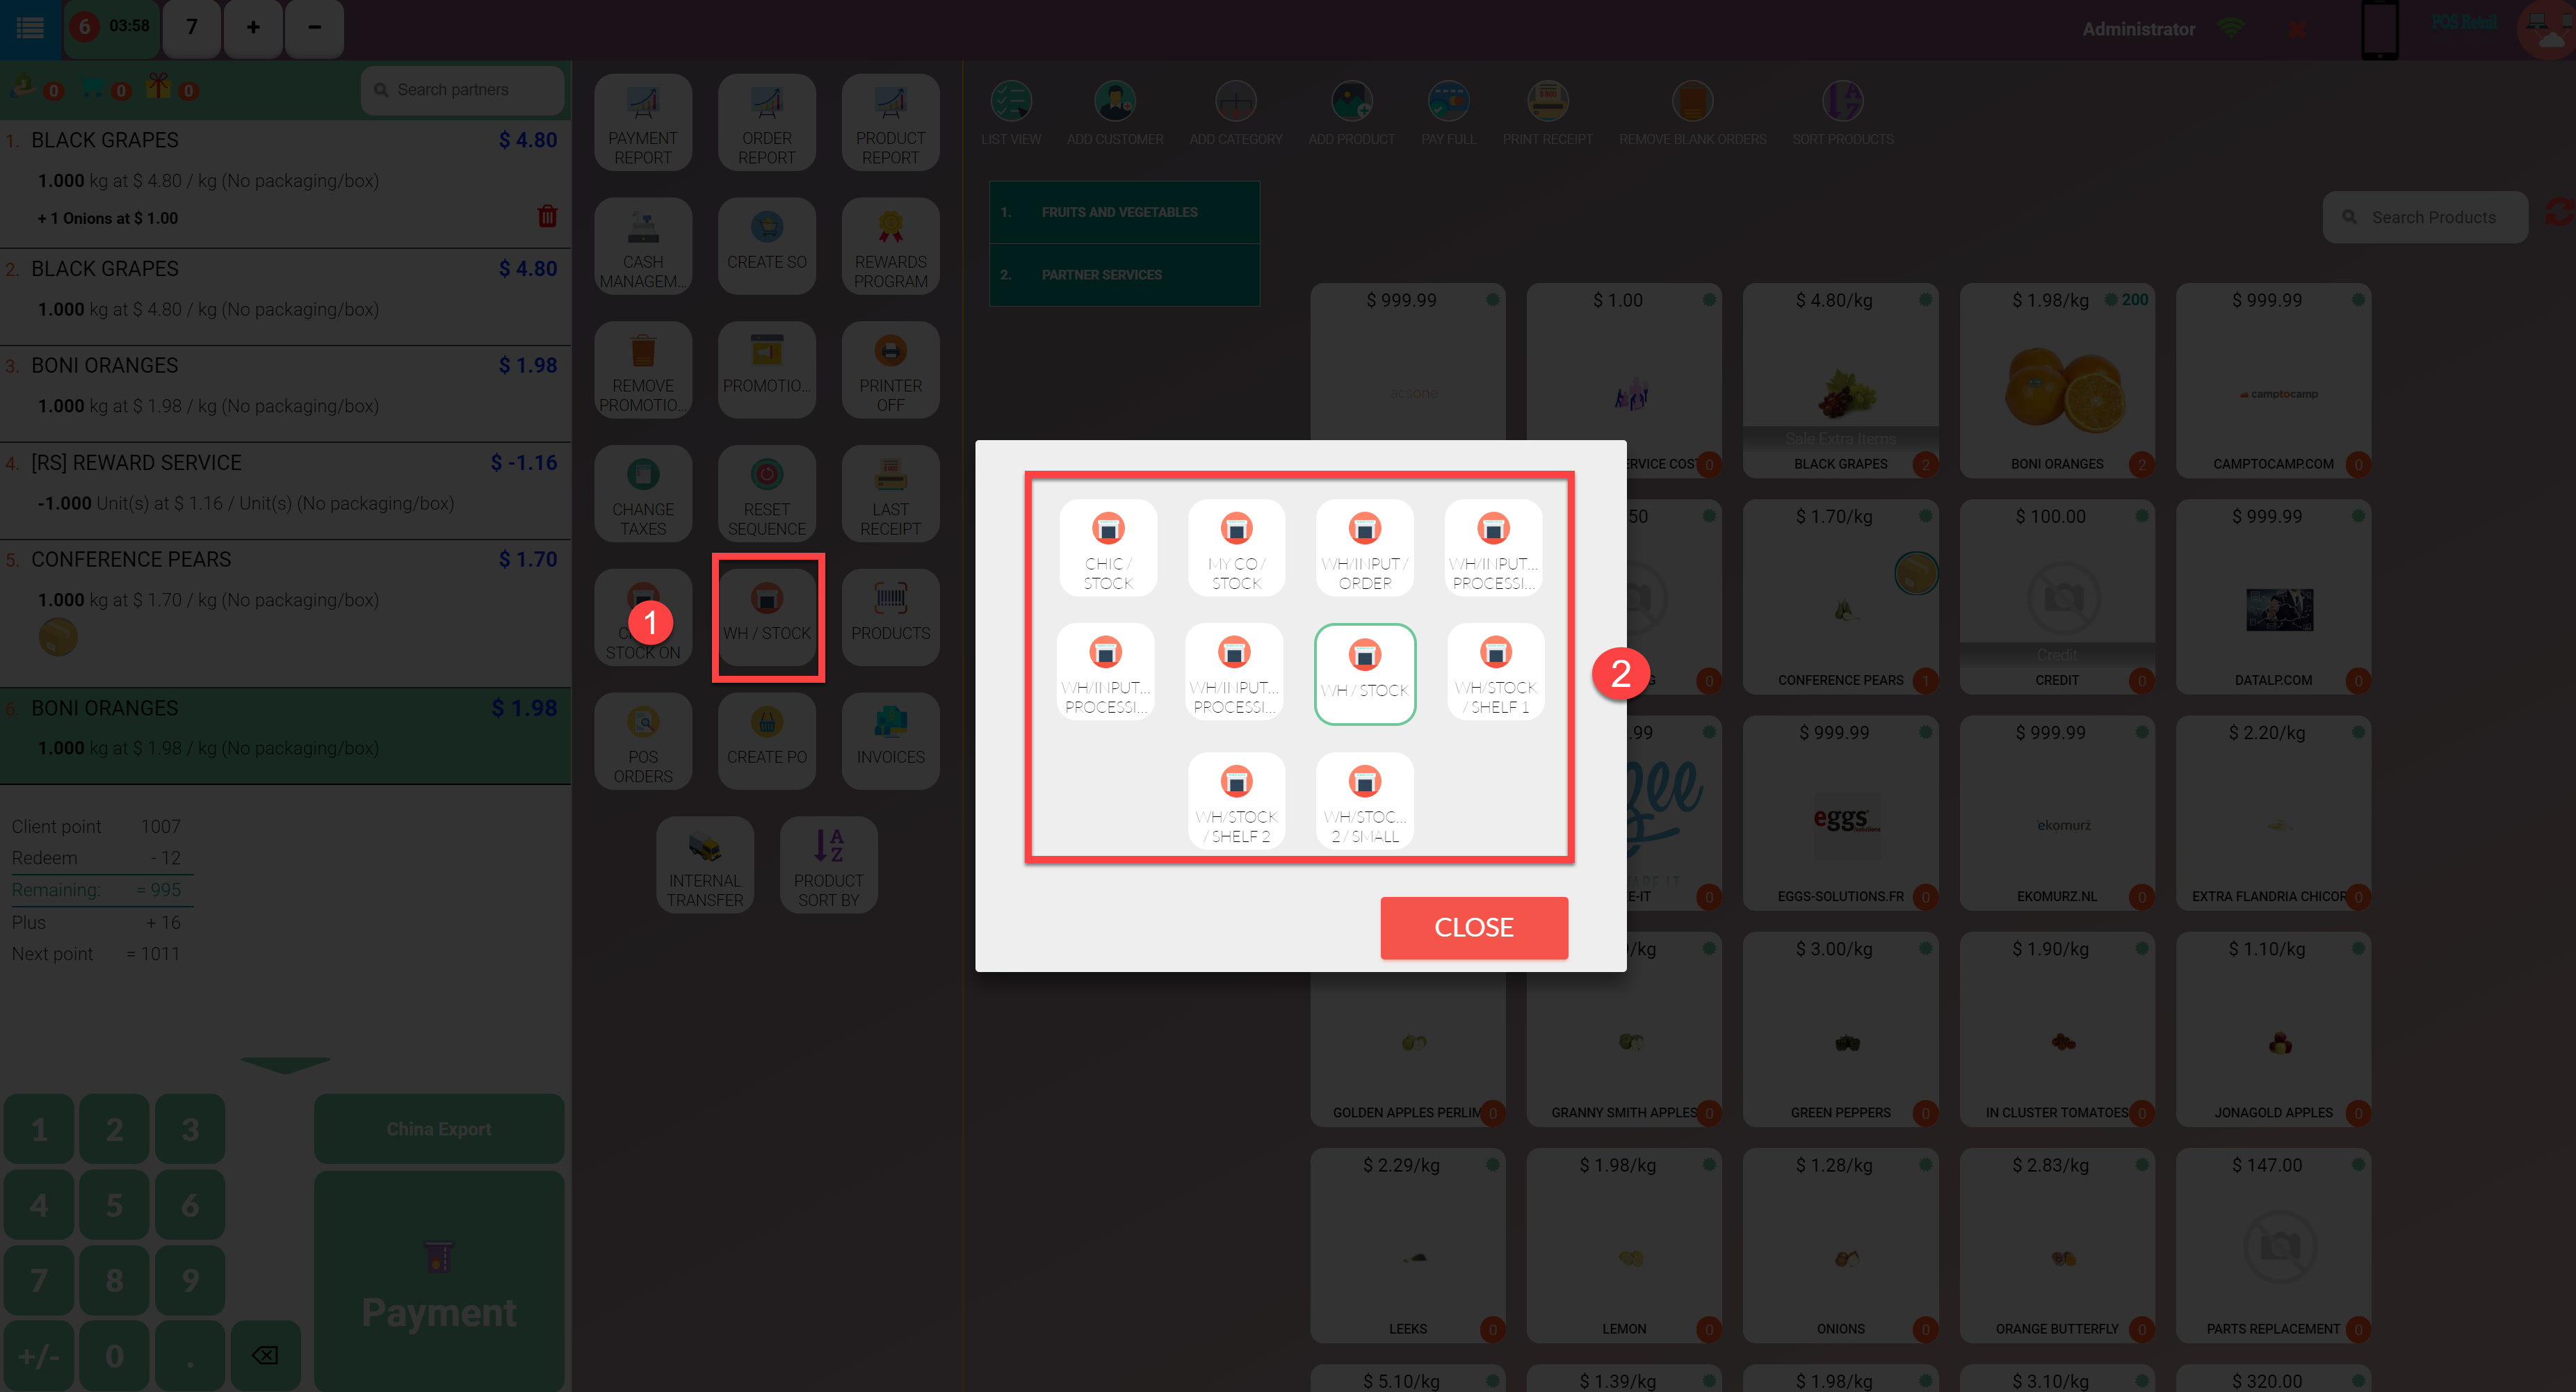 6 03:58 7 + −
Administrator
POS Retail
0 0 0
Search partners
1. BLACK GRAPES $ 4.80
1.000 kg at $ 4.80 / kg (No packaging/box)
+ 1 Onions at $ 1.00
2. BLACK GRAPES $ 4.80
1.000 kg at $ 4.80 / kg (No packaging/box)
3. BONI ORANGES $ 1.98
1.000 kg at $ 1.98 / kg (No packaging/box)
4. [RS] REWARD SERVICE $ -1.16
-1.000 Unit(s) at $ 1.16 / Unit(s) (No packaging/box)
5. CONFERENCE PEARS $ 1.70
1.000 kg at $ 1.70 / kg (No packaging/box)
6. BONI ORANGES $ 1.98
1.000 kg at $ 1.98 / kg (No packaging/box)
Client point 1007
Redeem - 12
Remaining: = 995
Plus + 16
Next point = 1011
1 2 3
4 5 6
7 8 9
+/- 0 .
China Export
Payment
PAYMENT
REPORT
ORDER
REPORT
PRODUCT
REPORT
CASH
MANAGEM...
CREATE SO
REWARDS
PROGRAM
REMOVE
PROMOTIO...
PROMOTIO...
PRINTER
OFF
CHANGE
TAXES
RESET
SEQUENCE
LAST
RECEIPT
1
STOCK ON
WH / STOCK
PRODUCTS
POS
ORDERS
CREATE PO
INVOICES
INTERNAL
TRANSFER
PRODUCT
SORT BY
LIST VIEW
ADD CUSTOMER
ADD CATEGORY
ADD PRODUCT
PAY FULL
PRINT RECEIPT
REMOVE BLANK ORDERS
SORT PRODUCTS
1. FRUITS AND VEGETABLES
2. PARTNER SERVICES
Search Products
CHIC /
STOCK
MY CO /
STOCK
WH/INPUT /
ORDER
WH/INPUT...
PROCESSI...
WH/INPUT...
PROCESSI...
WH/INPUT...
PROCESSI...
WH / STOCK
WH/STOCK
/ SHELF 1
WH/STOCK
/ SHELF 2
WH/STOC...
2 / SMALL
2
CLOSE
$ 999.99
acsone
$ 1.00
ERVICE COST 0
$ 4.80/kg
Sale Extra Items
BLACK GRAPES 2
$ 1.98/kg 200
BONI ORANGES 2
$ 999.99
camptocamp
CAMPTOCAMP.COM 0
50
G 0
$ 1.70/kg
CONFERENCE PEARS 1
$ 100.00
Credit
CREDIT 0
$ 999.99
DATALP.COM 0
.99
zee
E-IT 0
$ 999.99
eggs
EGGS-SOLUTIONS.FR 0
$ 999.99
ekomurz
EKOMURZ.NL 0
$ 2.20/kg
EXTRA FLANDRIA CHICOR 0
GOLDEN APPLES PERLIM 0
/kg
GRANNY SMITH APPLES 0
$ 3.00/kg
GREEN PEPPERS 0
$ 1.90/kg
IN CLUSTER TOMATOES 0
$ 1.10/kg
JONAGOLD APPLES 0
$ 2.29/kg
LEEKS 0
$ 1.98/kg
LEMON 0
$ 1.28/kg
ONIONS 0
$ 2.83/kg
ORANGE BUTTERFLY 0
$ 147.00
PARTS REPLACEMENT 0
$ 5.10/kg
$ 1.39/kg
$ 1.98/kg
$ 3.10/kg
$ 320.00